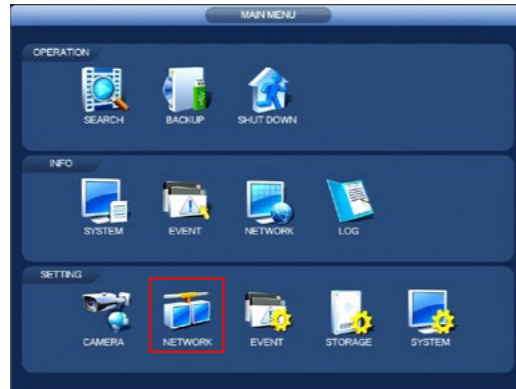 MAIN MENU
OPERATION
SEARCH BACKUP SHUT DOWN
INFO
SYSTEM EVENT NETWORK LOG
SETTING
CAMERA NETWORK EVENT STORAGE SYSTEM